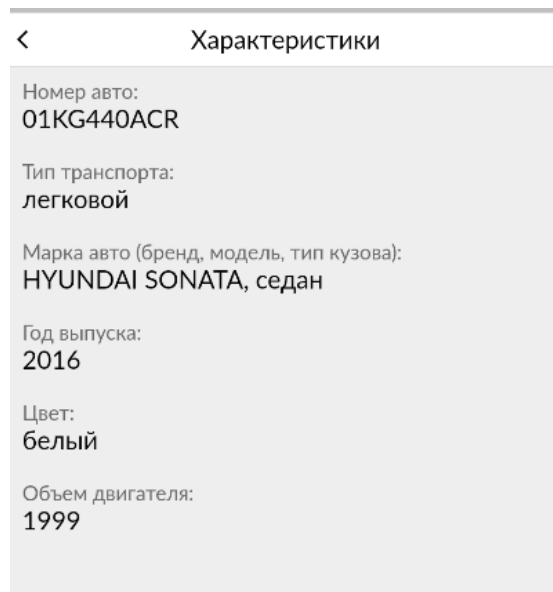 Характеристики
Номер авто:
01KG440ACR
Тип транспорта:
легковой
Марка авто (бренд, модель, тип кузова):
HYUNDAI SONATA, седан
Год выпуска:
2016
Цвет:
белый
Объем двигателя:
1999